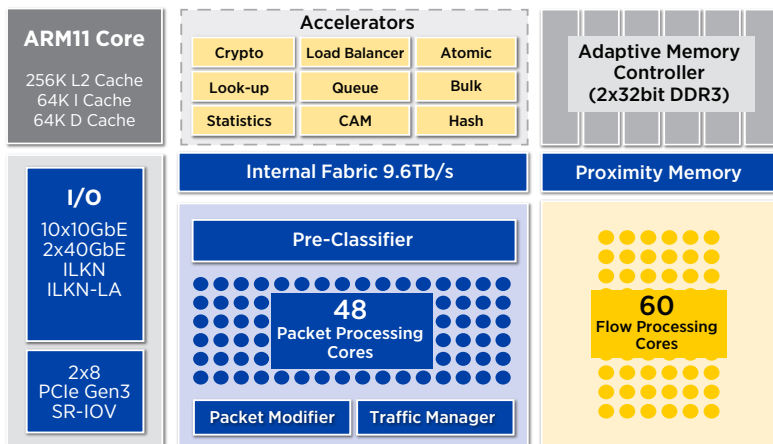 ARM11 Core
256K L2 Cache
64K I Cache
64K D Cache
Accelerators
Crypto
Load Balancer
Atomic
Look-up
Queue
Bulk
Statistics
CAM
Hash
Adaptive Memory
Controller
(2x32bit DDR3)
Internal Fabric 9.6Tb/s
Proximity Memory
I/O
10x10GbE
2x40GbE
ILKN
ILKN-LA
2x8
PCIe Gen3
SR-IOV
Pre-Classifier
48
Packet Processing
Cores
Packet Modifier
Traffic Manager
60
Flow Processing
Cores